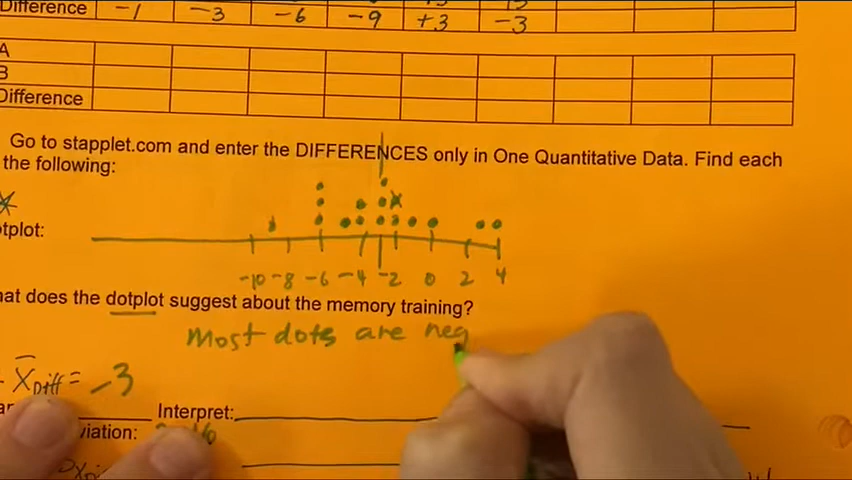 Difference -1 -3 -6 -9 +3 -3
A
B
Difference
Go to stapplet.com and enter the DIFFERENCES only in One Quantitative Data. Find each
the following:
tplot:
-10 -8 -6 -4 -2 0 2 4
at does the dotplot suggest about the memory training?
Most dots are neg
x̄Diff = -3
Interpret:
viation: